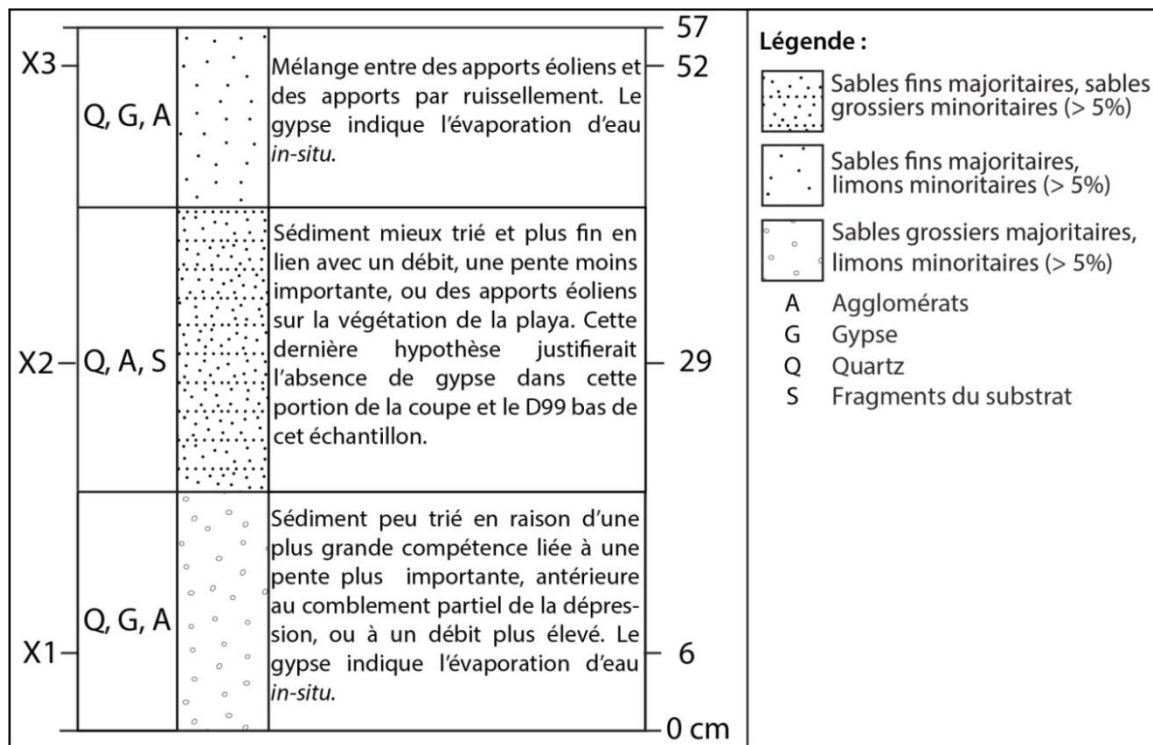 57
X3
52
Q, G, A
Mélange entre des apports éoliens et
des apports par ruissellement. Le
gypse indique l'évaporation d'eau
in-situ.
Sédiment mieux trié et plus fin en
lien avec un débit, une pente moins
importante, ou des apports éoliens
sur la végétation de la playa. Cette
dernière hypothèse justifierait
l'absence de gypse dans cette
portion de la coupe et le D99 bas de
cet échantillon.
X2
Q, A, S
29
Sédiment peu trié en raison d'une
plus grande compétence liée à une
pente plus importante, antérieure
au comblement partiel de la dépres-
sion, ou à un débit plus élevé. Le
gypse indique l'évaporation d'eau
in-situ.
Q, G, A
X1
6
0 cm
Légende :
Sables fins majoritaires, sables
grossiers minoritaires (> 5%)
Sables fins majoritaires,
limons minoritaires (> 5%)
Sables grossiers majoritaires,
limons minoritaires (> 5%)
A Agglomérats
G Gypse
Q Quartz
S Fragments du substrat